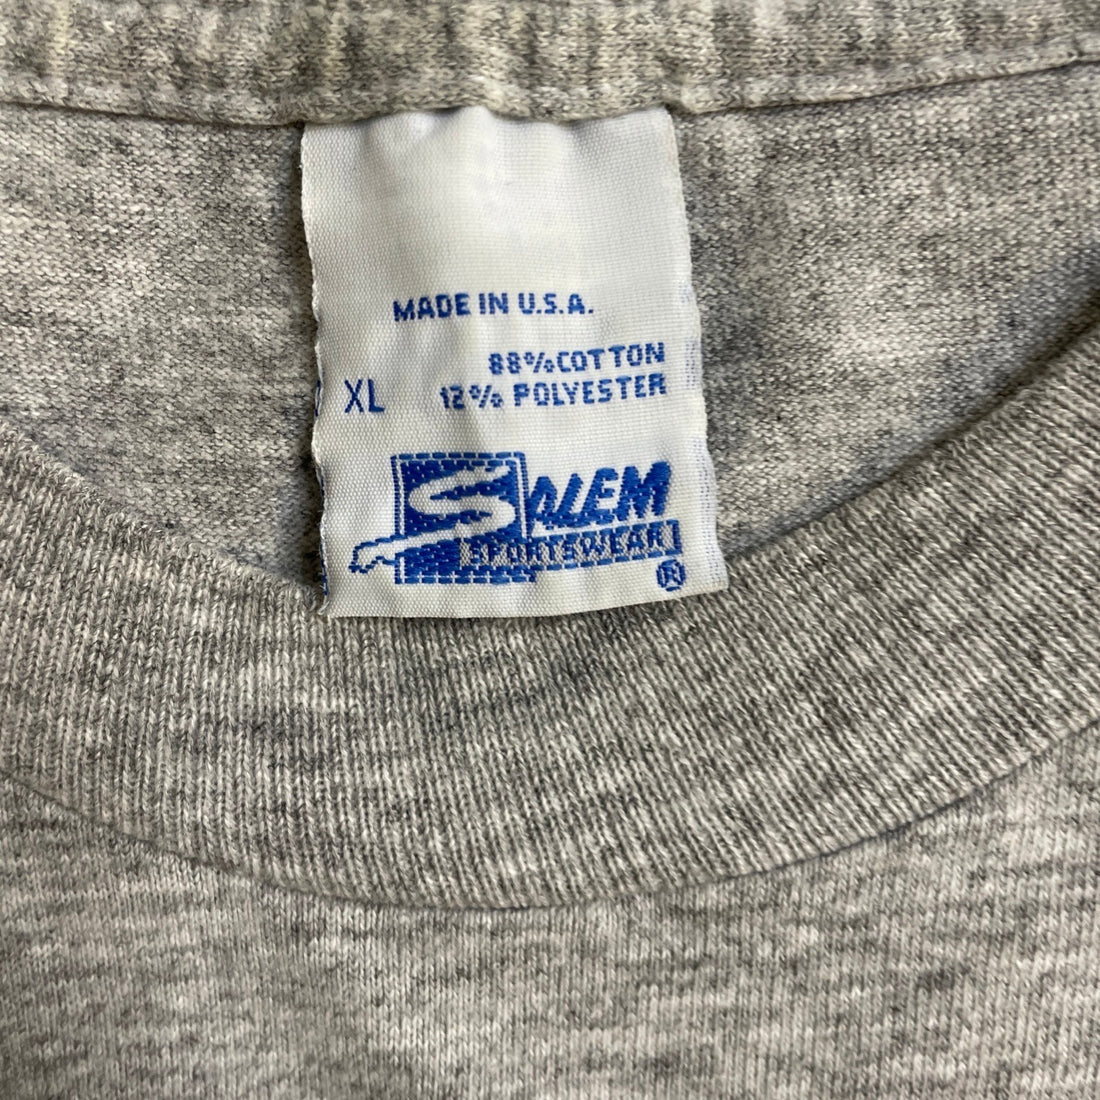 MADE IN U.S.A.
88% COTTON
XL 12% POLYESTER
SALEM
SPORTSWEAR
®